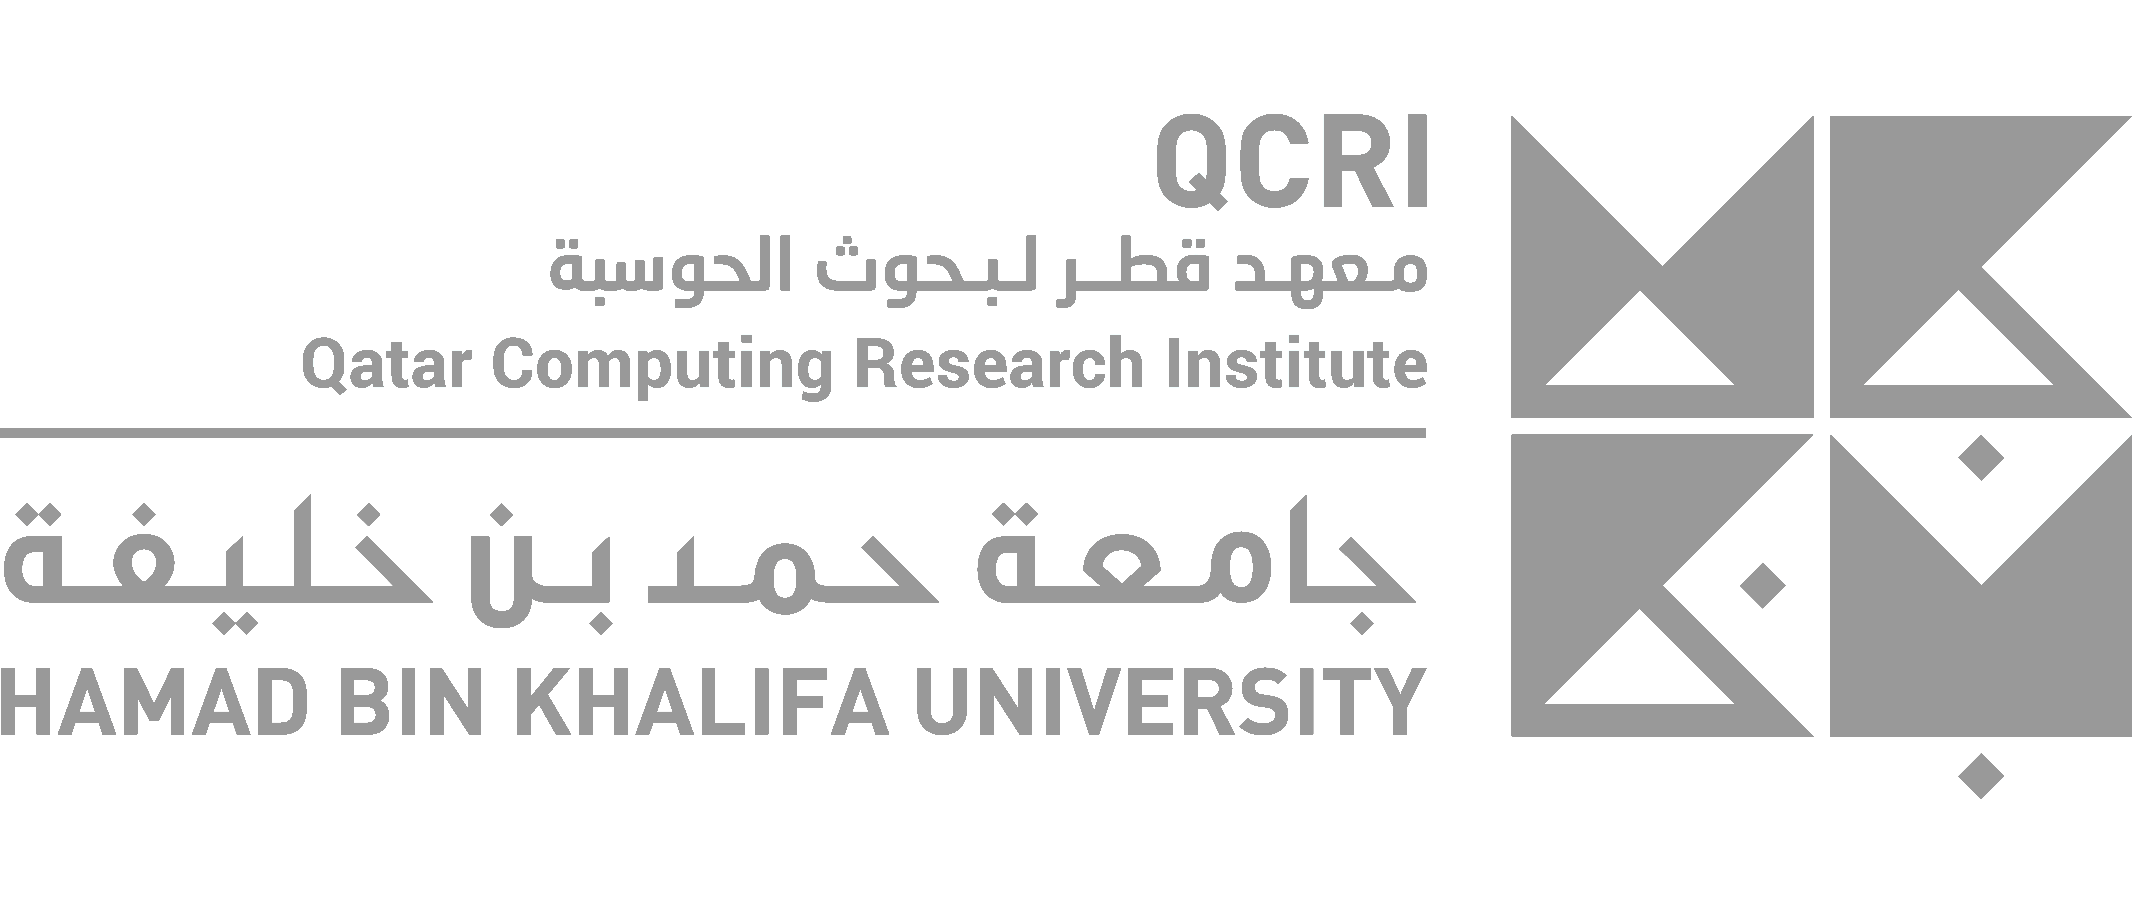 QCRI
معهد قطر لبحوث الحوسبة
Qatar Computing Research Institute
جامعة حمد بن خليفة
HAMAD BIN KHALIFA UNIVERSITY